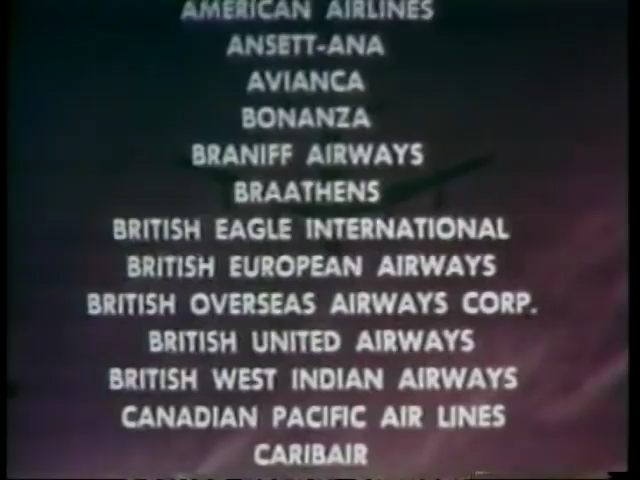 AMERICAN AIRLINES
ANSETT-ANA
AVIANCA
BONANZA
BRANIFF AIRWAYS
BRAATHENS
BRITISH EAGLE INTERNATIONAL
BRITISH EUROPEAN AIRWAYS
BRITISH OVERSEAS AIRWAYS CORP.
BRITISH UNITED AIRWAYS
BRITISH WEST INDIAN AIRWAYS
CANADIAN PACIFIC AIR LINES
CARIBAIR